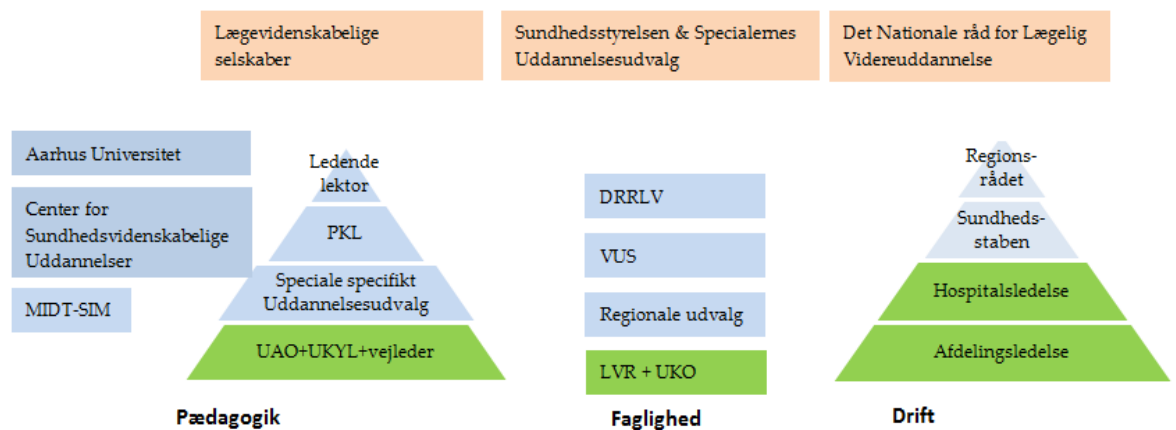 Lægevidenskabelige
selskaber
Sundhedsstyrelsen & Specialernes
Uddannelsesudvalg
Det Nationale råd for Lægelig
Videreuddannelse
Aarhus Universitet
Center for
Sundhedsvidenskabelige
Uddannelser
MIDT-SIM
Ledende
lektor
PKL
Speciale specifikt
Uddannelsesudvalg
UAO+UKYL+vejleder
Pædagogik
DRRLV
VUS
Regionale udvalg
LVR + UKO
Faglighed
Regions-
rådet
Sundheds-
staben
Hospitalsledelse
Afdelingsledelse
Drift